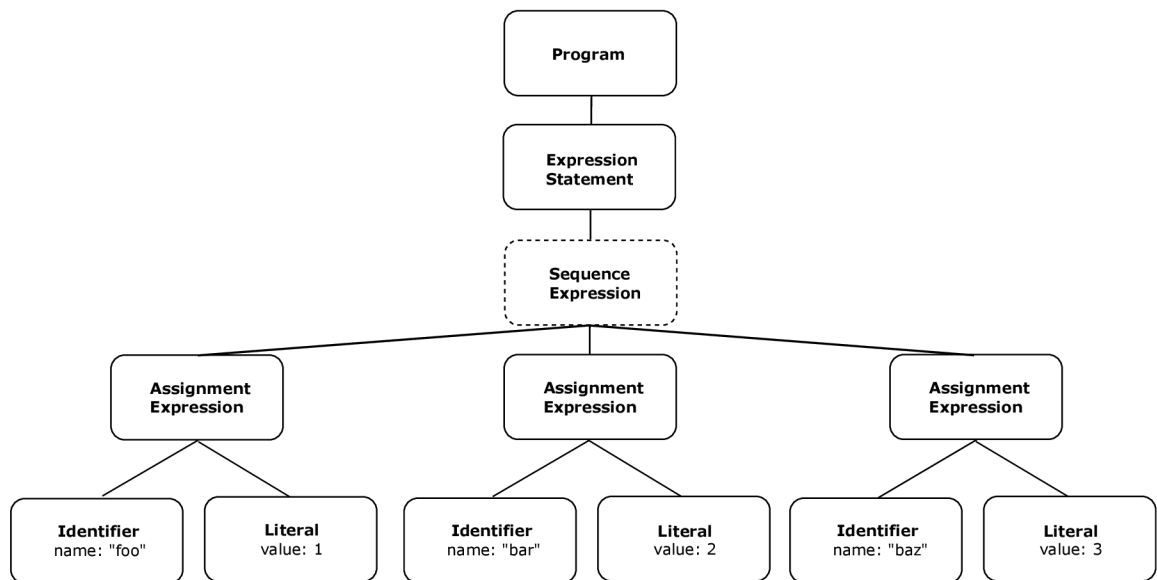 Program
Expression
Statement
Sequence
Expression
Assignment
Expression
Assignment
Expression
Assignment
Expression
Identifier
name: "foo"
Literal
value: 1
Identifier
name: "bar"
Literal
value: 2
Identifier
name: "baz"
Literal
value: 3